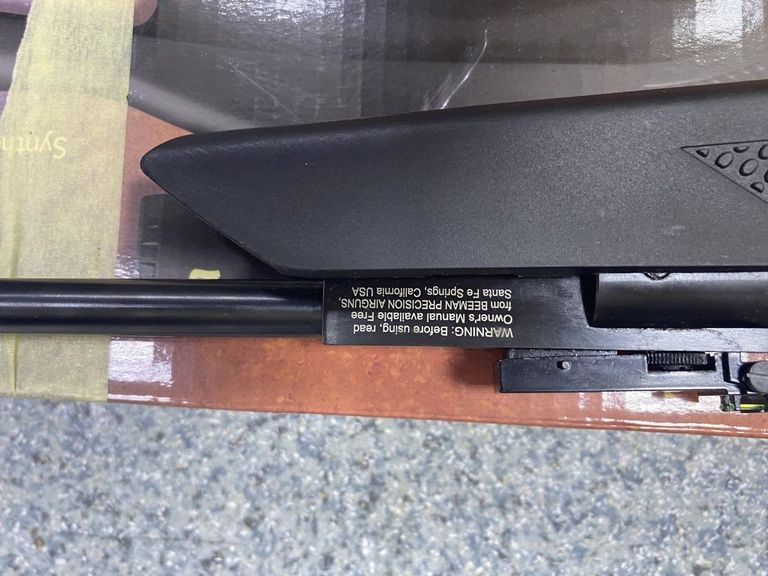 WARNING: Before using, read
Owner's Manual available Free
from BEEMAN PRECISION AIRGUNS,
Santa Fe Springs, California USA